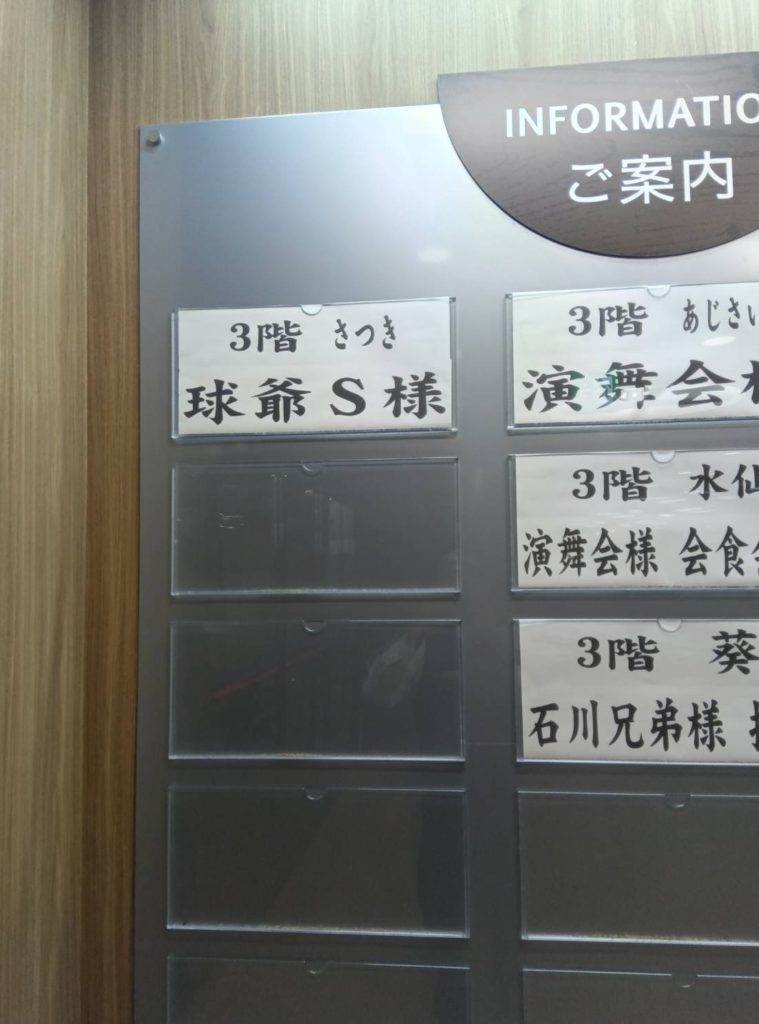 INFORMATIO
ご案内
3階 さつき
球爺S様
3階 あじさい
演舞会様
3階 水仙
演舞会様 会食会
3階 葵
石川兄弟様